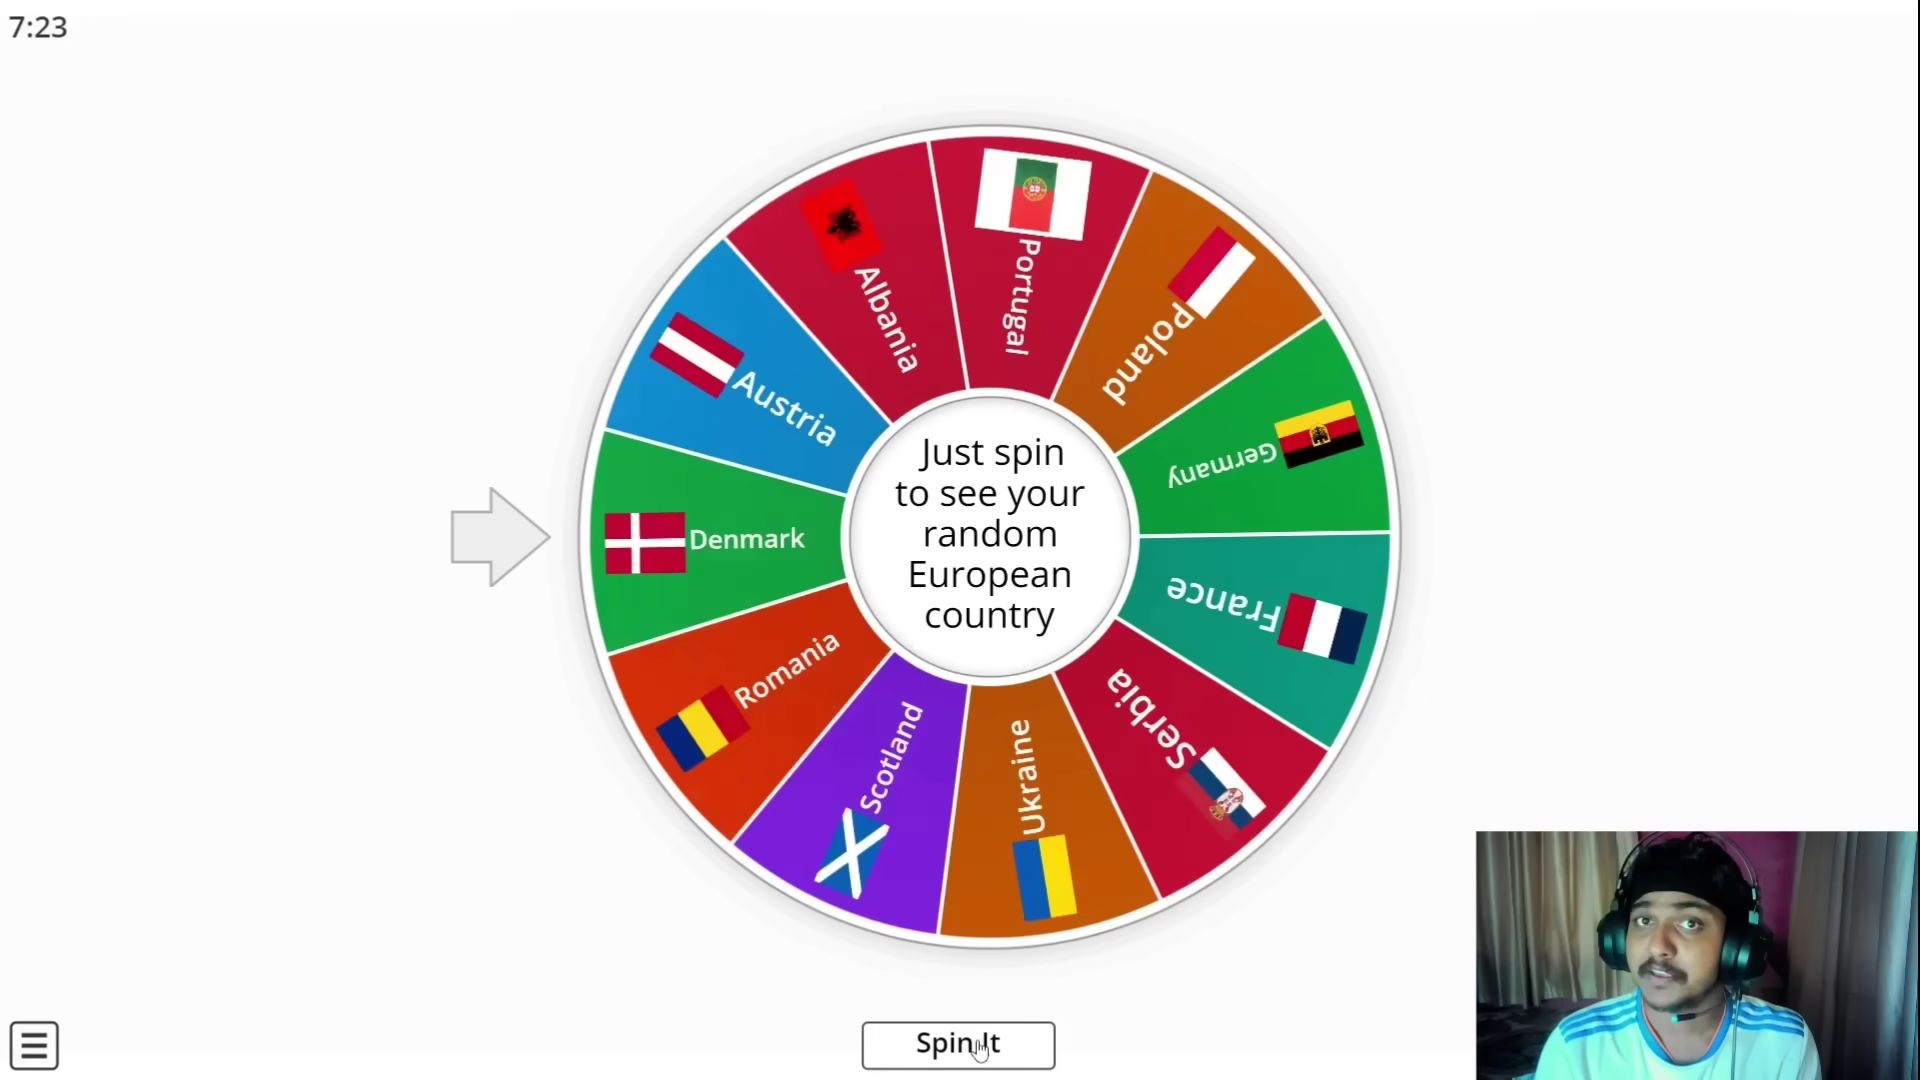 7:23
Portugal
Albania
Poland
Austria
Germany
Just spin
to see your
random
European
country
Denmark
France
Romania
Serbia
Scotland
Ukraine
Spin It